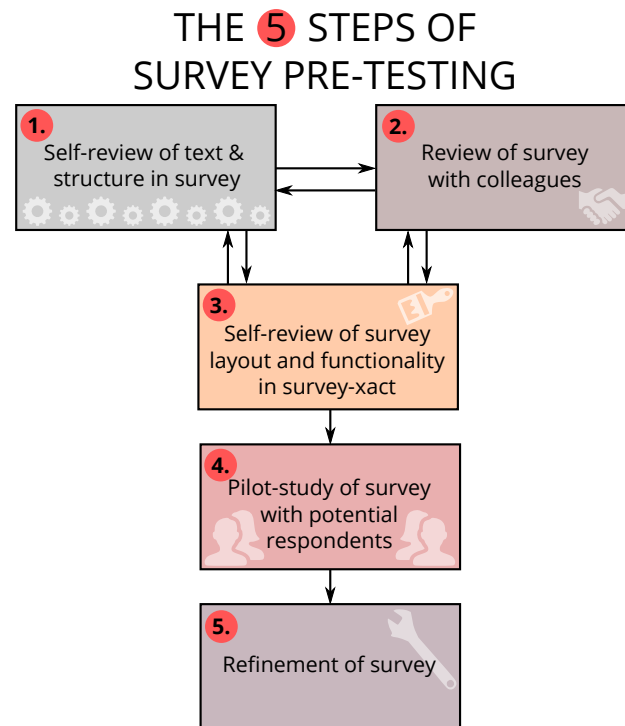 THE 5 STEPS OF
SURVEY PRE-TESTING
1.
Self-review of text &
structure in survey
2.
Review of survey
with colleagues
3.
Self-review of survey
layout and functionality
in survey-xact
4.
Pilot-study of survey
with potential
respondents
5.
Refinement of survey